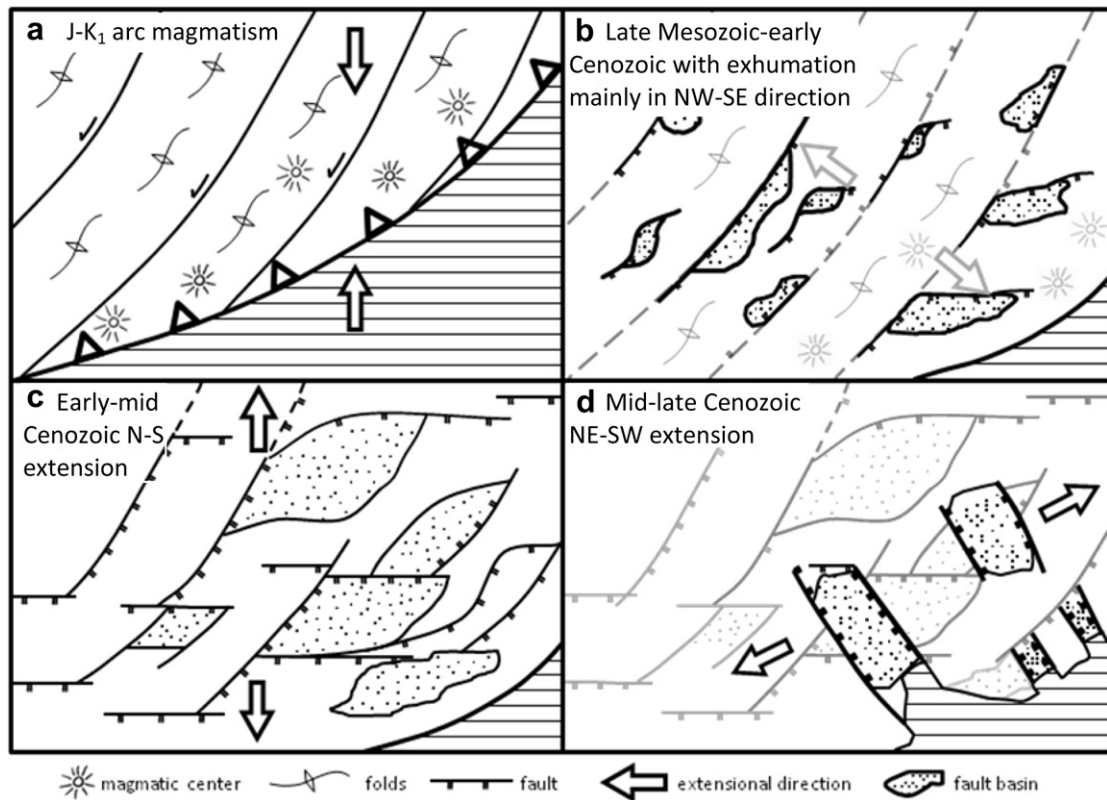 a J-K₁ arc magmatism
b Late Mesozoic-early
Cenozoic with exhumation
mainly in NW-SE direction
c Early-mid
Cenozoic N-S
extension
d Mid-late Cenozoic
NE-SW extension
magmatic center
folds
fault
extensional direction
fault basin